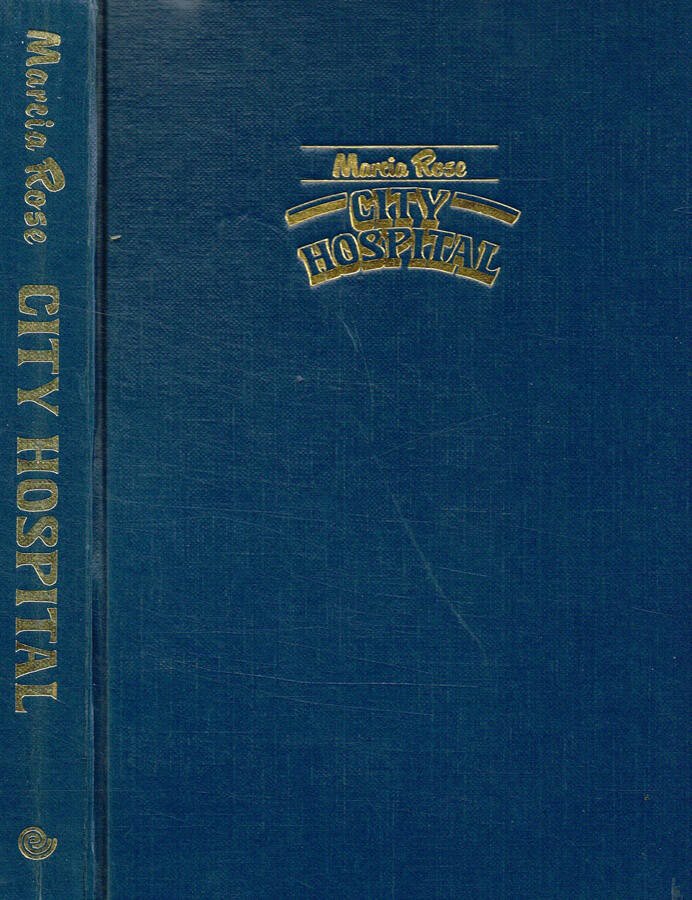 Marcia Rose CITY HOSPITAL
e
Marcia Rose
CITY
HOSPITAL